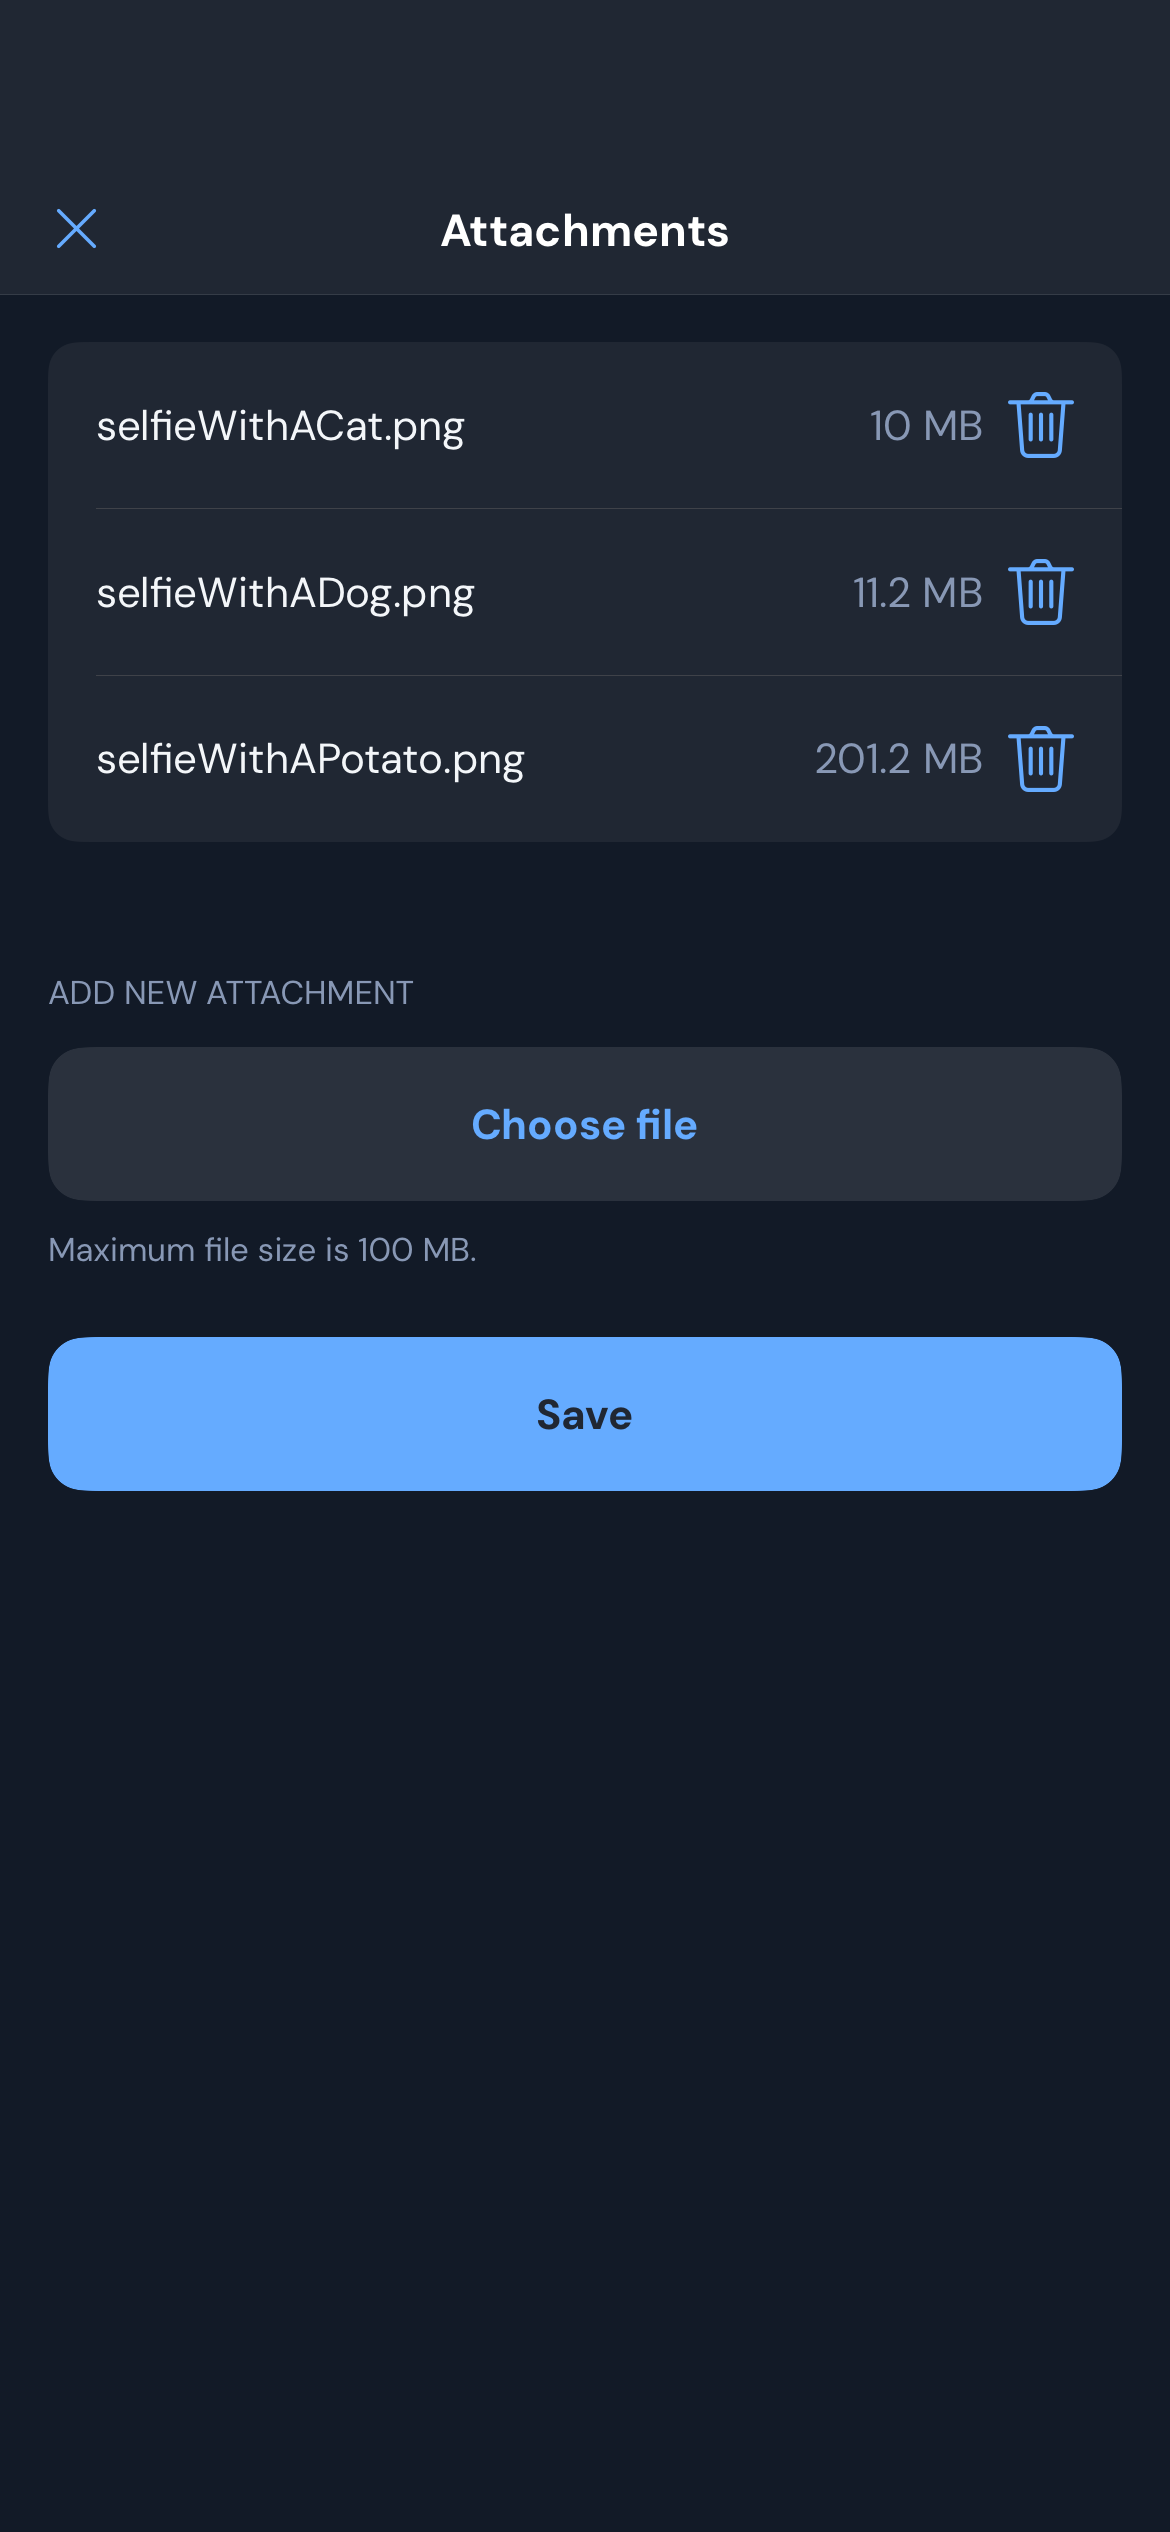 Attachments
selfieWithACat.png 10 MB
selfieWithADog.png 11.2 MB
selfieWithAPotato.png 201.2 MB
ADD NEW ATTACHMENT
Choose file
Maximum file size is 100 MB.
Save